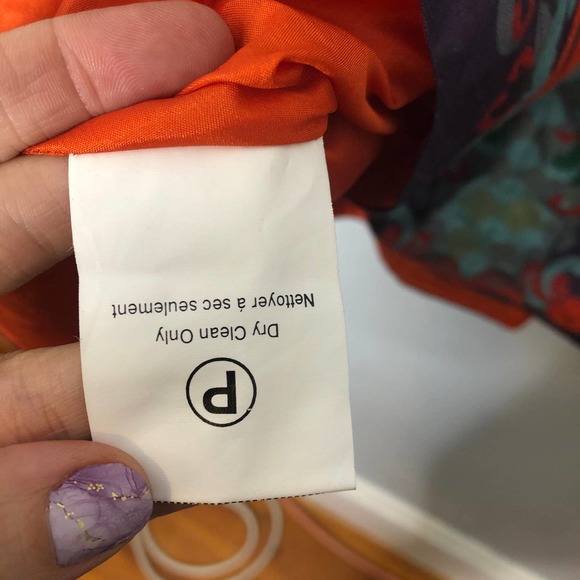 P
Dry Clean Only
Nettoyer á sec seulement